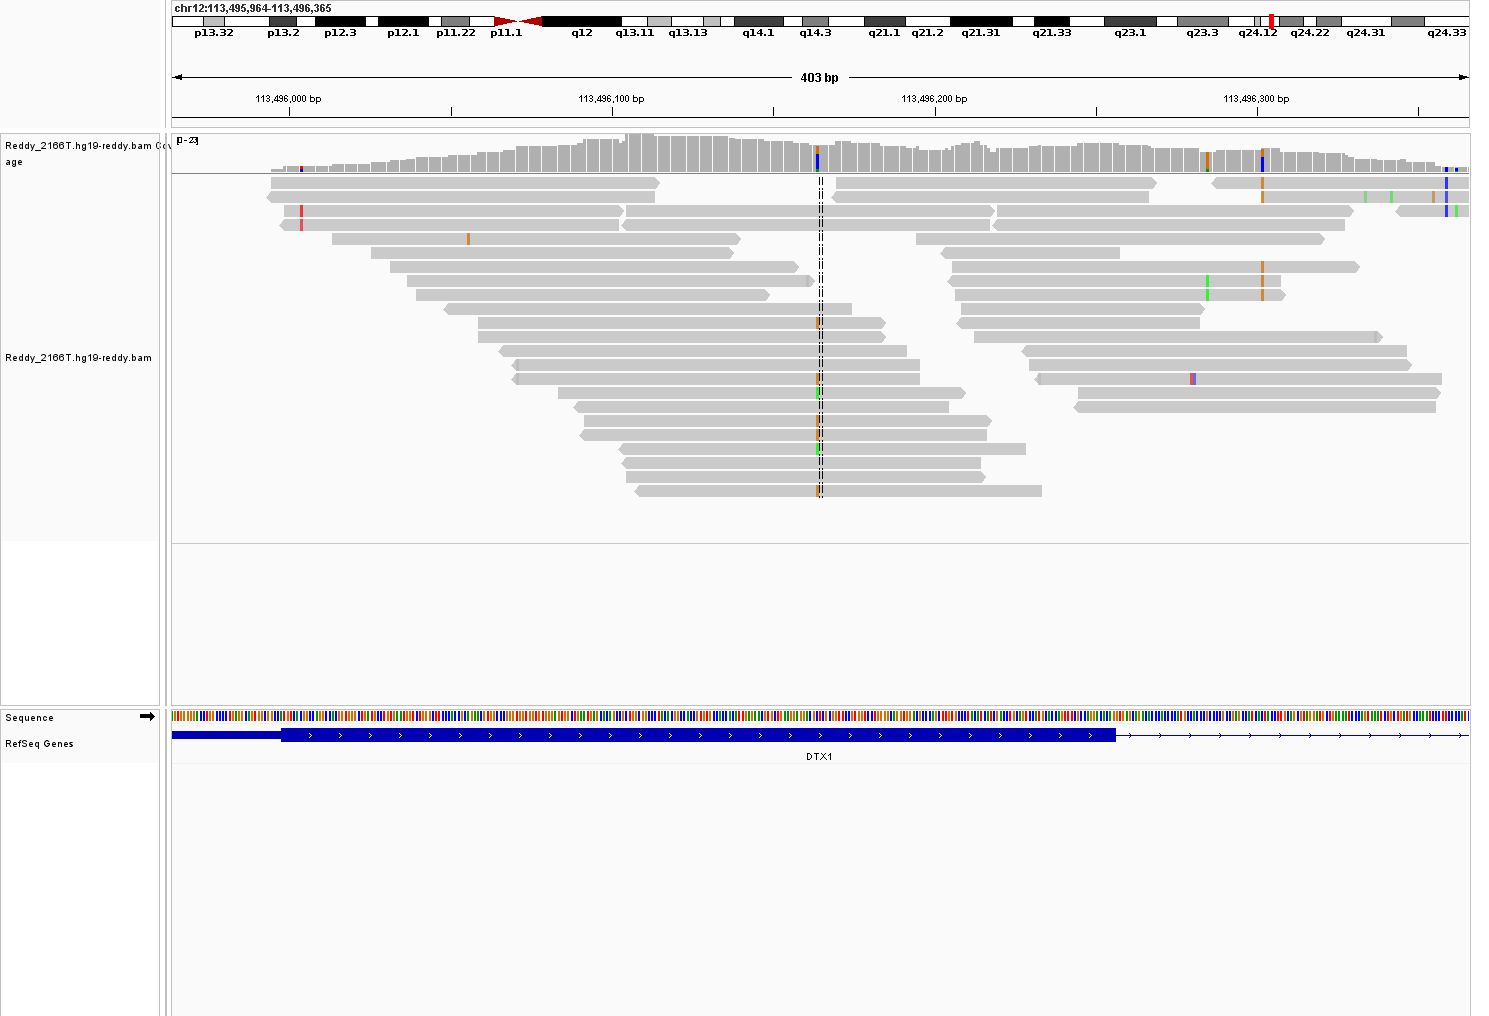 chr12:113,495,964-113,496,365
p13.32 p13.2 p12.3 p12.1 p11.22 p11.1 q12 q13.11 q13.13 q14.1 q14.3 q21.1 q21.2 q21.31 q21.33 q23.1 q23.3 q24.12 q24.22 q24.31 q24.33
403 bp
113,496,000 bp 113,496,100 bp 113,496,200 bp 113,496,300 bp
Reddy_2166T.hg19-reddy.bam Cov
age
[0 - 23]
Reddy_2166T.hg19-reddy.bam
Sequence
RefSeq Genes
DTX1